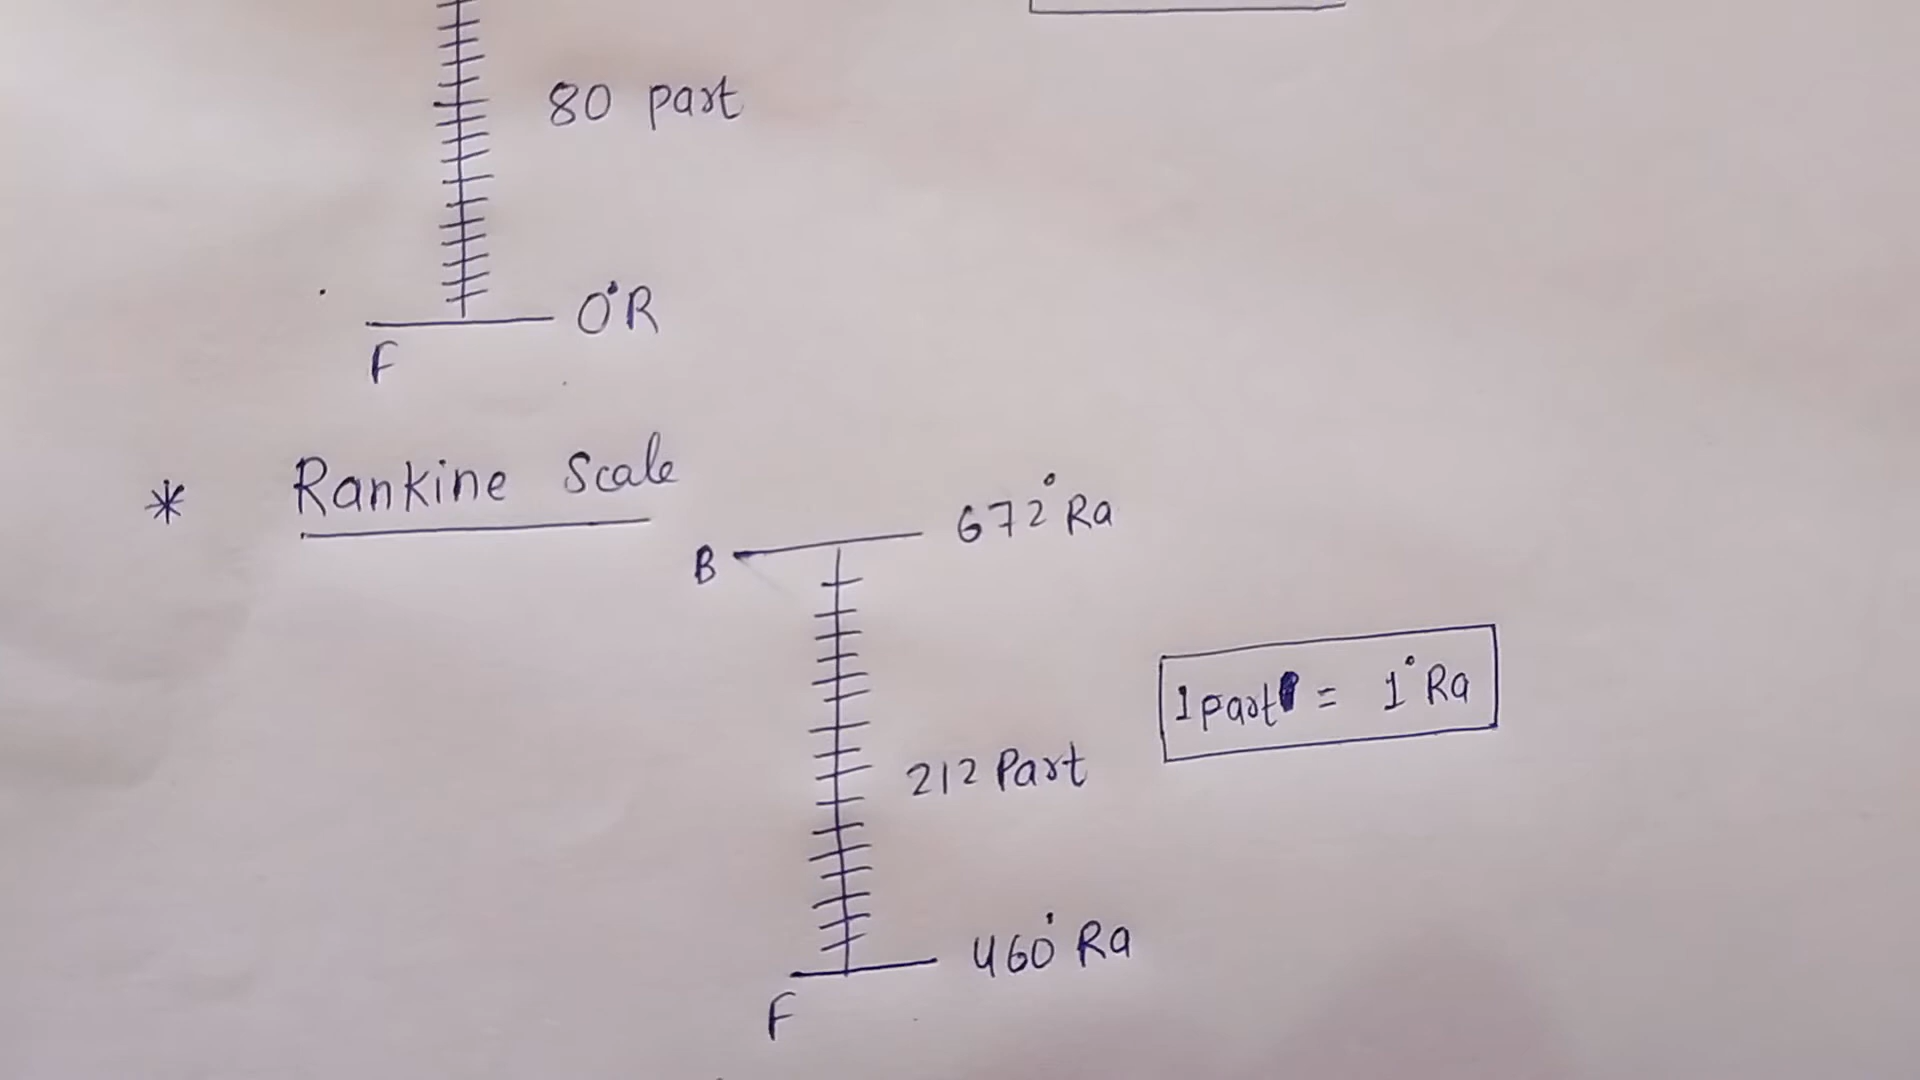 80 part
0°R
F
* Rankine Scale
672° Ra
B
1 part = 1° Ra
212 Part
460° Ra
F